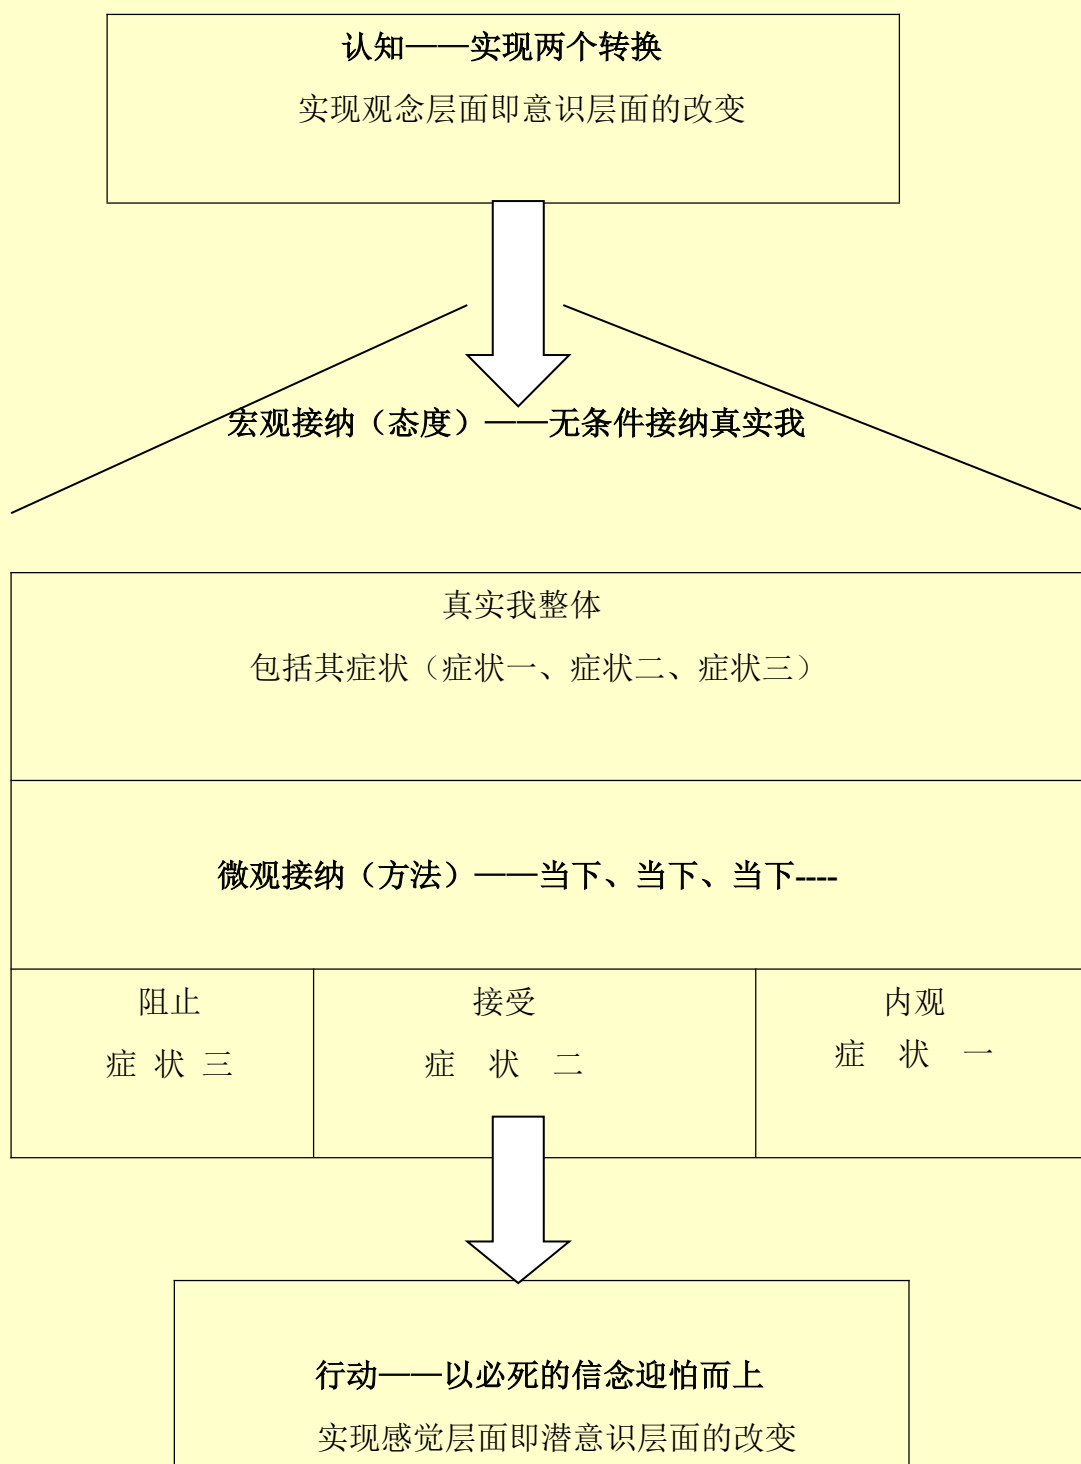 认知——实现两个转换
实现观念层面即意识层面的改变
宏观接纳（态度）——无条件接纳真实我
真实我整体
包括其症状（症状一、症状二、症状三）
微观接纳（方法）——当下、当下、当下----
阻止
症 状 三
接受
症 状 二
内观
症 状 一
行动——以必死的信念迎怕而上
实现感觉层面即潜意识层面的改变